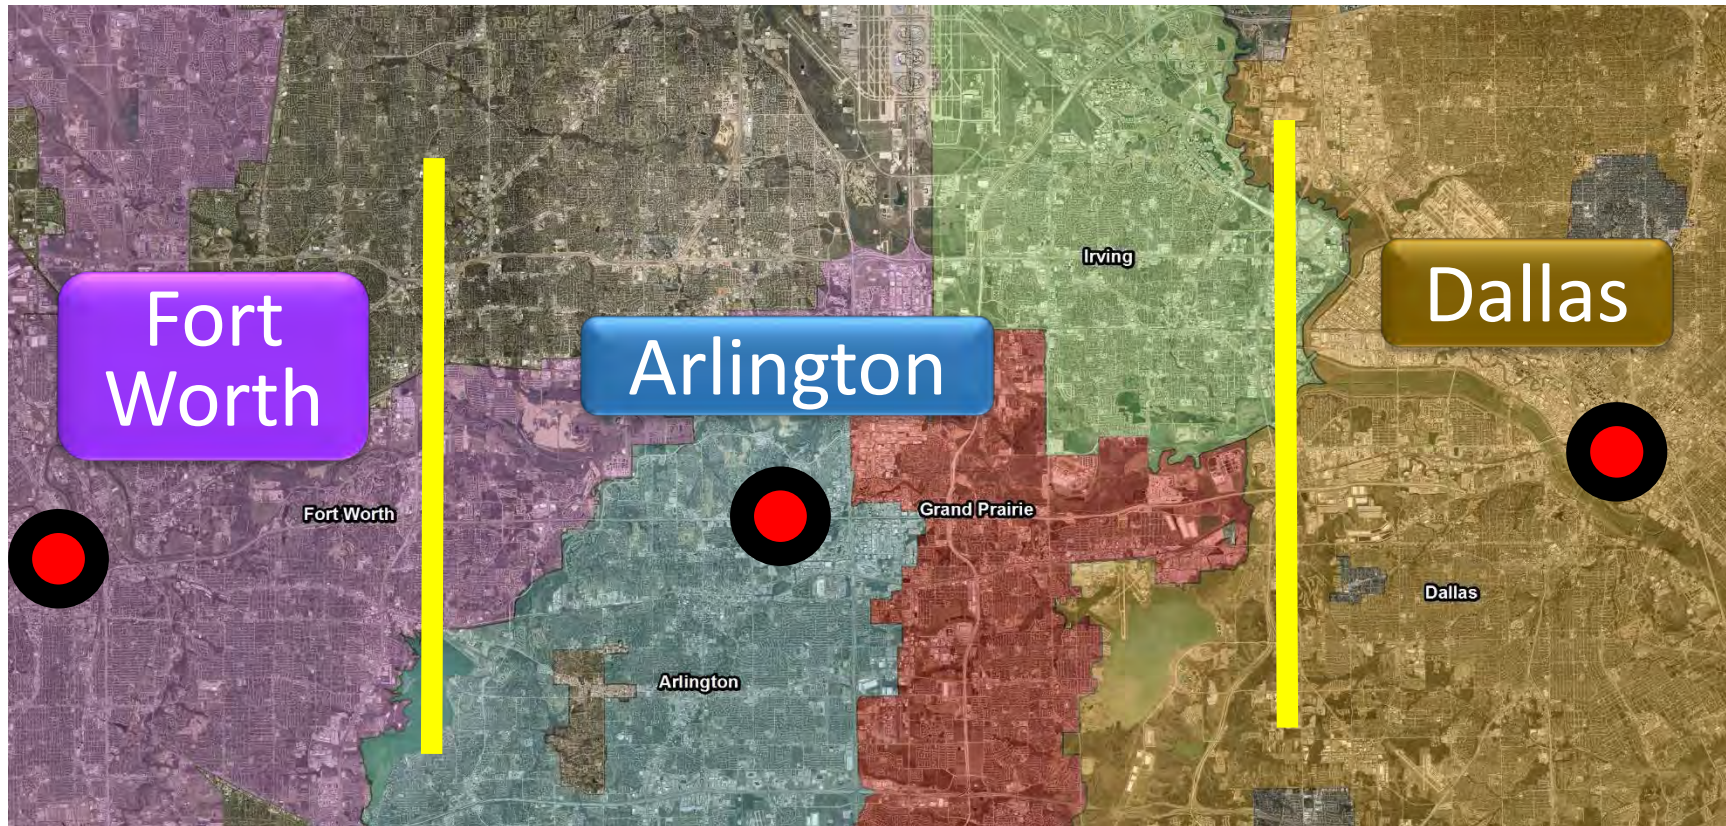 Irving
Dallas
Fort
Worth
Arlington
Fort Worth
Grand Prairie
Dallas
Arlington